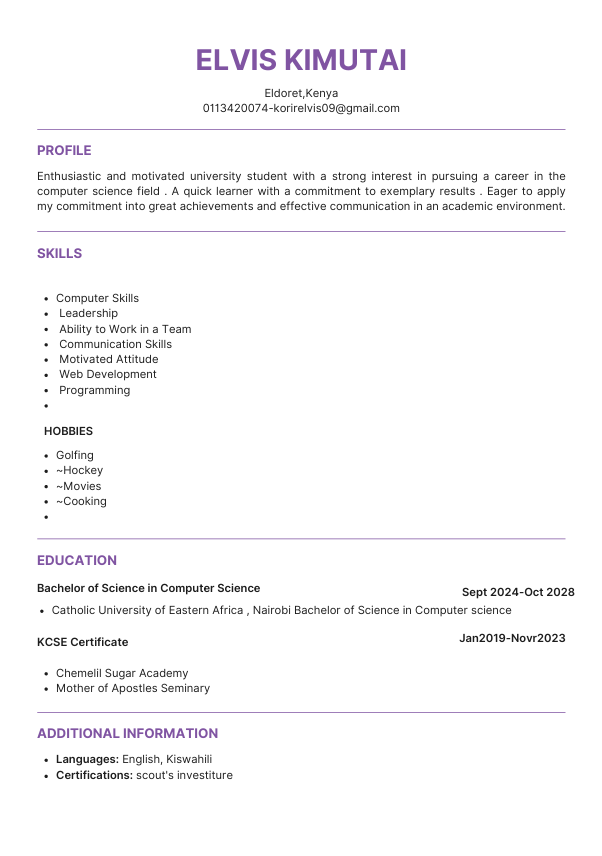 ELVIS KIMUTAI
Eldoret,Kenya
0113420074-korirelvis09@gmail.com
PROFILE
Enthusiastic and motivated university student with a strong interest in pursuing a career in the
computer science field . A quick learner with a commitment to exemplary results . Eager to apply
my commitment into great achievements and effective communication in an academic environment.
SKILLS
• Computer Skills
• Leadership
• Ability to Work in a Team
• Communication Skills
• Motivated Attitude
• Web Development
• Programming
•
HOBBIES
• Golfing
• ~Hockey
• ~Movies
• ~Cooking
•
EDUCATION
Bachelor of Science in Computer Science
Sept 2024-Oct 2028
• Catholic University of Eastern Africa , Nairobi Bachelor of Science in Computer science
KCSE Certificate
Jan2019-Novr2023
• Chemelil Sugar Academy
• Mother of Apostles Seminary
ADDITIONAL INFORMATION
• Languages: English, Kiswahili
• Certifications: scout's investiture